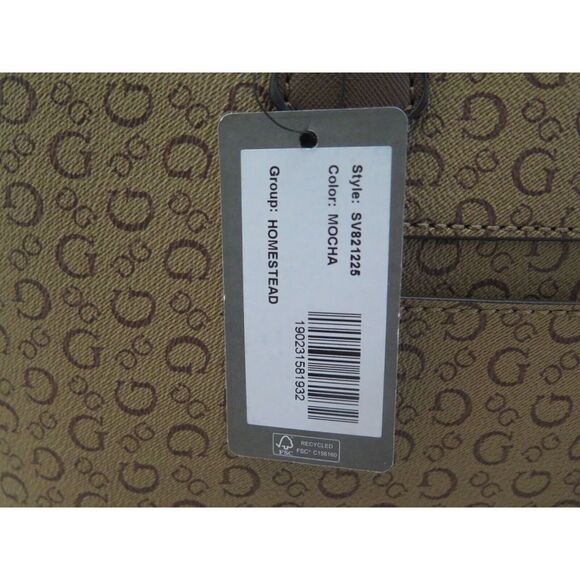 Style: SV821225
Color: MOCHA
Group: HOMESTEAD
190231581932
FSC
RECYCLED
FSC® C156160